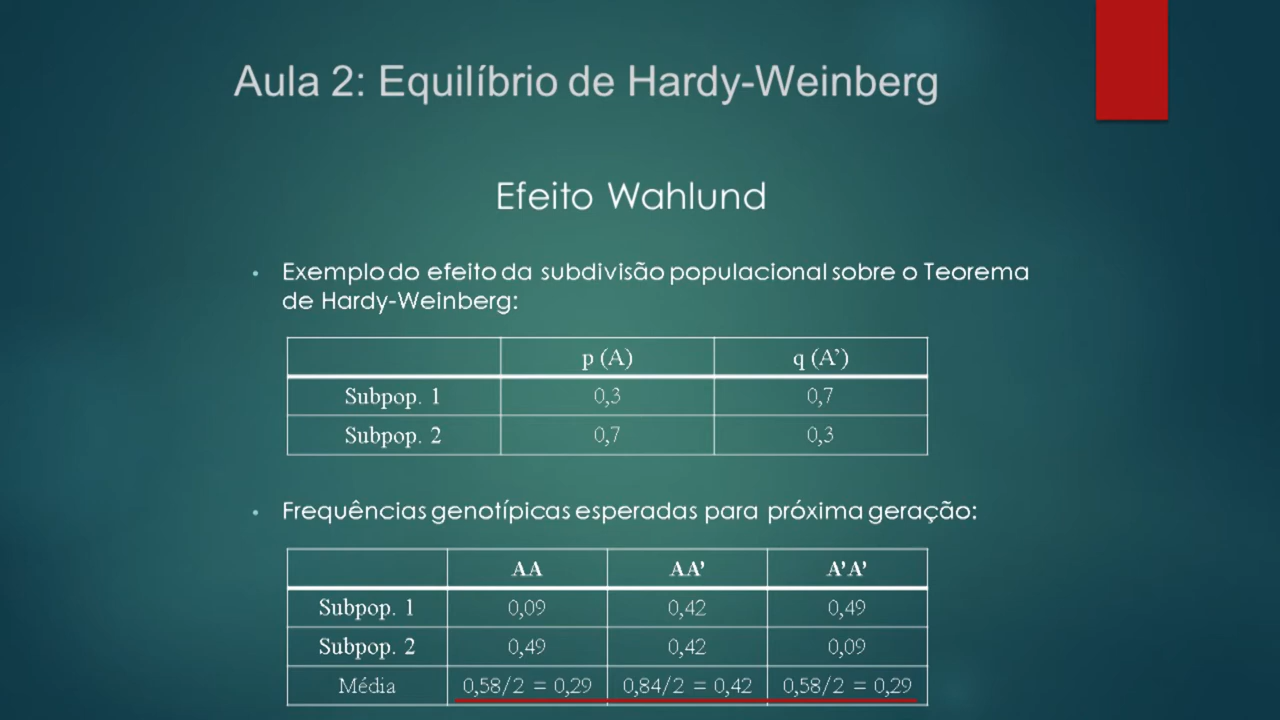 Aula 2: Equilíbrio de Hardy-Weinberg
Efeito Wahlund
• Exemplo do efeito da subdivisão populacional sobre o Teorema
de Hardy-Weinberg:
p (A) q (A’)
Subpop. 1 0,3 0,7
Subpop. 2 0,7 0,3
• Frequências genotípicas esperadas para próxima geração:
AA AA’ A’A’
Subpop. 1 0,09 0,42 0,49
Subpop. 2 0,49 0,42 0,09
Média 0,58/2 = 0,29 0,84/2 = 0,42 0,58/2 = 0,29